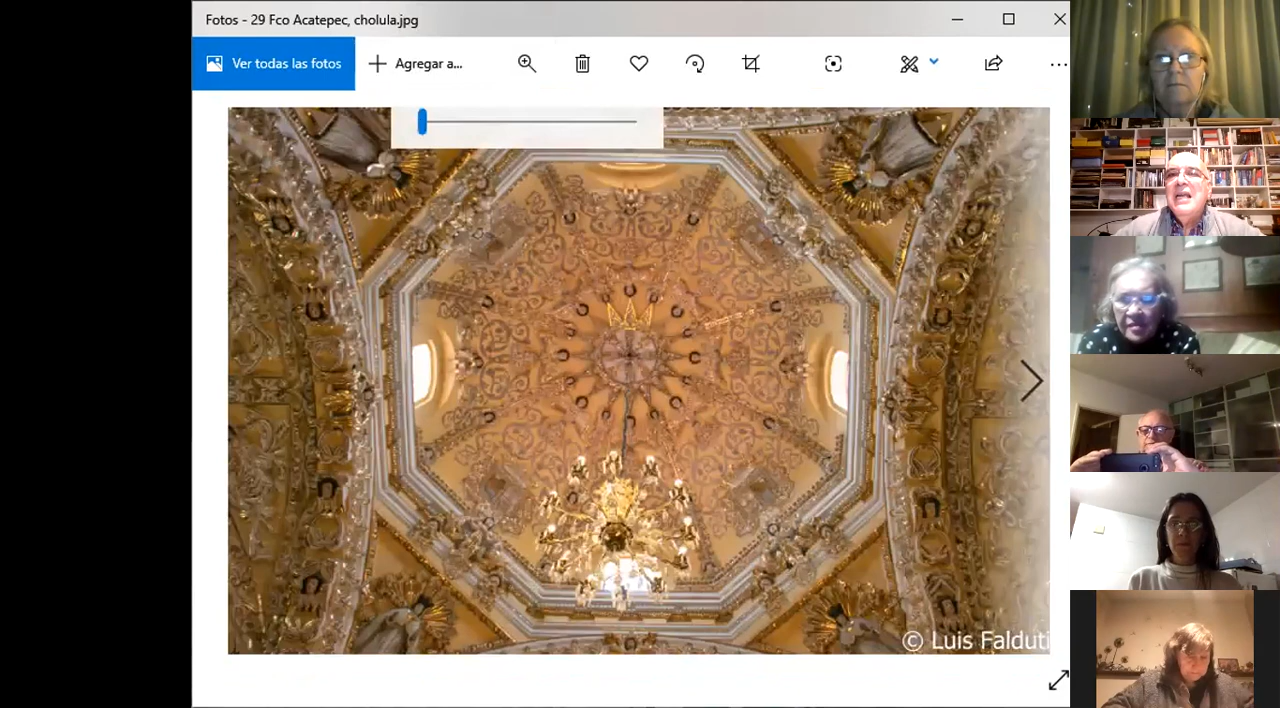 Fotos - 29 Fco Acatepec, cholula.jpg
Ver todas las fotos
Agregar a...
© Luis Falduti